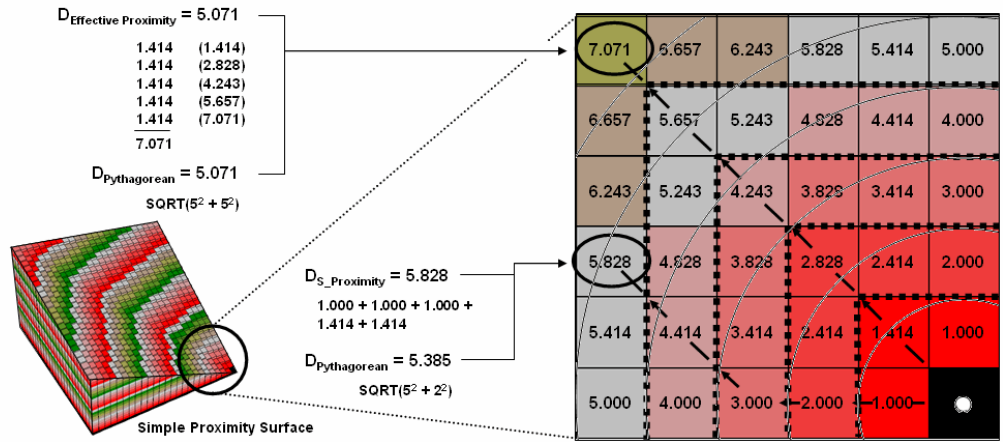 D Effective Proximity = 5.071
1.414 (1.414)
1.414 (2.828)
1.414 (4.243)
1.414 (5.657)
1.414 (7.071)
7.071
D Pythagorean = 5.071
SQRT(5² + 5²)
D S_Proximity = 5.828
1.000 + 1.000 + 1.000 +
1.414 + 1.414
D Pythagorean = 5.385
SQRT(5² + 2²)
Simple Proximity Surface
7.071 6.657 6.243 5.828 5.414 5.000
6.657 5.657 5.243 4.828 4.414 4.000
6.243 5.243 4.243 3.828 3.414 3.000
5.828 4.828 3.828 2.828 2.414 2.000
5.414 4.414 3.414 2.414 1.414 1.000
5.000 4.000 3.000 2.000 1.000